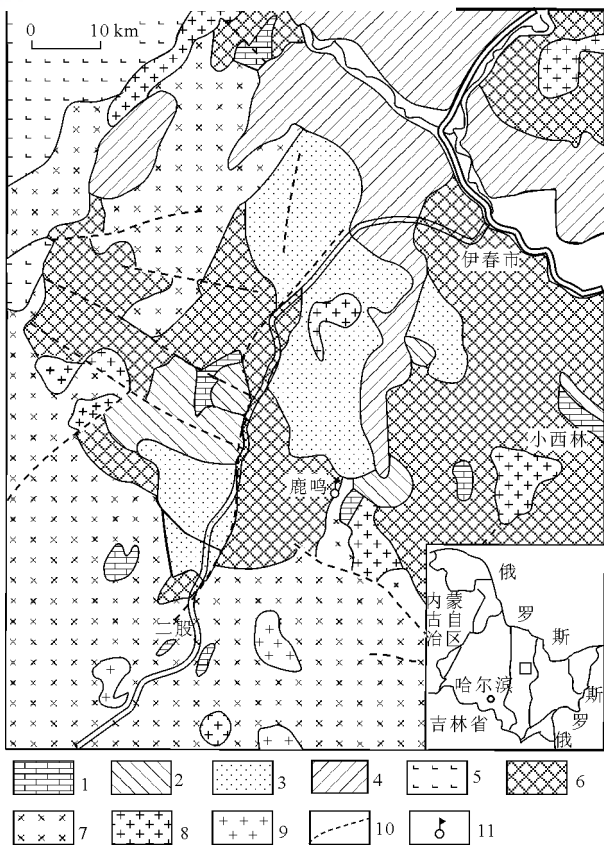 0 10 km
伊春市
小西林
鹿鸣
二股
俄
罗
斯
内蒙
古自
治区
哈尔滨
吉林省
斯
罗
俄
1 2 3 4 5 6
7 8 9 10 11